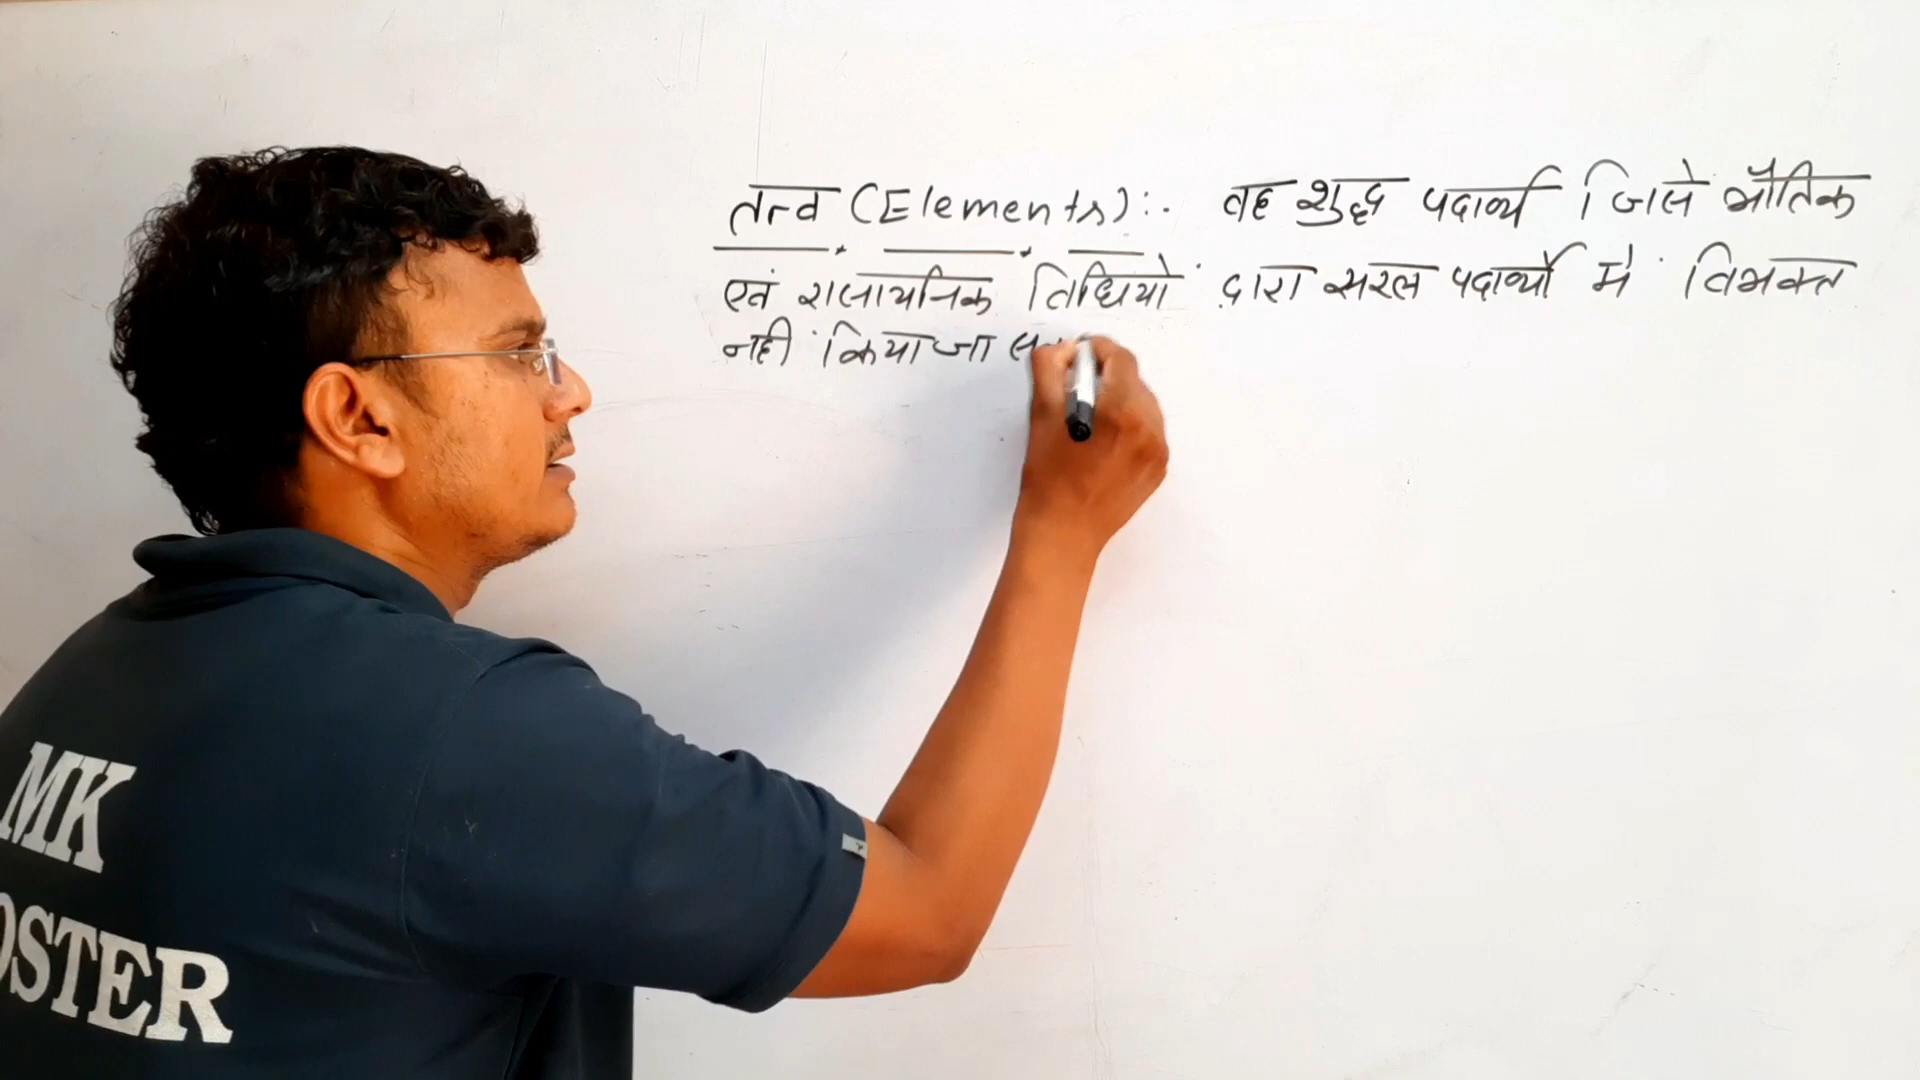 तत्व (Elements):- वह शुद्ध पदार्थ जिसे भौतिक
एवं रासायनिक विधियों द्वारा सरल पदार्थों में विभक्त
नहीं किया जा
MK
OSTER